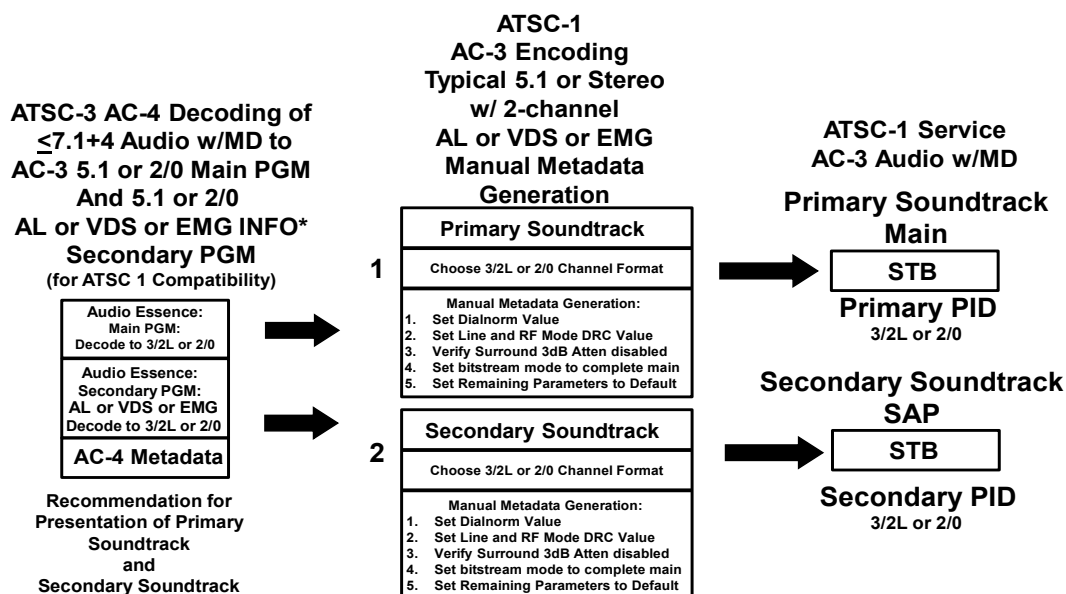 ATSC-3 AC-4 Decoding of
≤7.1+4 Audio w/MD to
AC-3 5.1 or 2/0 Main PGM
And 5.1 or 2/0
AL or VDS or EMG INFO*
Secondary PGM
(for ATSC 1 Compatibility)
Audio Essence:
Main PGM:
Decode to 3/2L or 2/0
Audio Essence:
Secondary PGM:
AL or VDS or EMG
Decode to 3/2L or 2/0
AC-4 Metadata
Recommendation for
Presentation of Primary
Soundtrack
and
Secondary Soundtrack
ATSC-1
AC-3 Encoding
Typical 5.1 or Stereo
w/ 2-channel
AL or VDS or EMG
Manual Metadata
Generation
1
Primary Soundtrack
Choose 3/2L or 2/0 Channel Format
Manual Metadata Generation:
1. Set Dialnorm Value
2. Set Line and RF Mode DRC Value
3. Verify Surround 3dB Atten disabled
4. Set bitstream mode to complete main
5. Set Remaining Parameters to Default
2
Secondary Soundtrack
Choose 3/2L or 2/0 Channel Format
Manual Metadata Generation:
1. Set Dialnorm Value
2. Set Line and RF Mode DRC Value
3. Verify Surround 3dB Atten disabled
4. Set bitstream mode to complete main
5. Set Remaining Parameters to Default
ATSC-1 Service
AC-3 Audio w/MD
Primary Soundtrack
Main
STB
Primary PID
3/2L or 2/0
Secondary Soundtrack
SAP
STB
Secondary PID
3/2L or 2/0